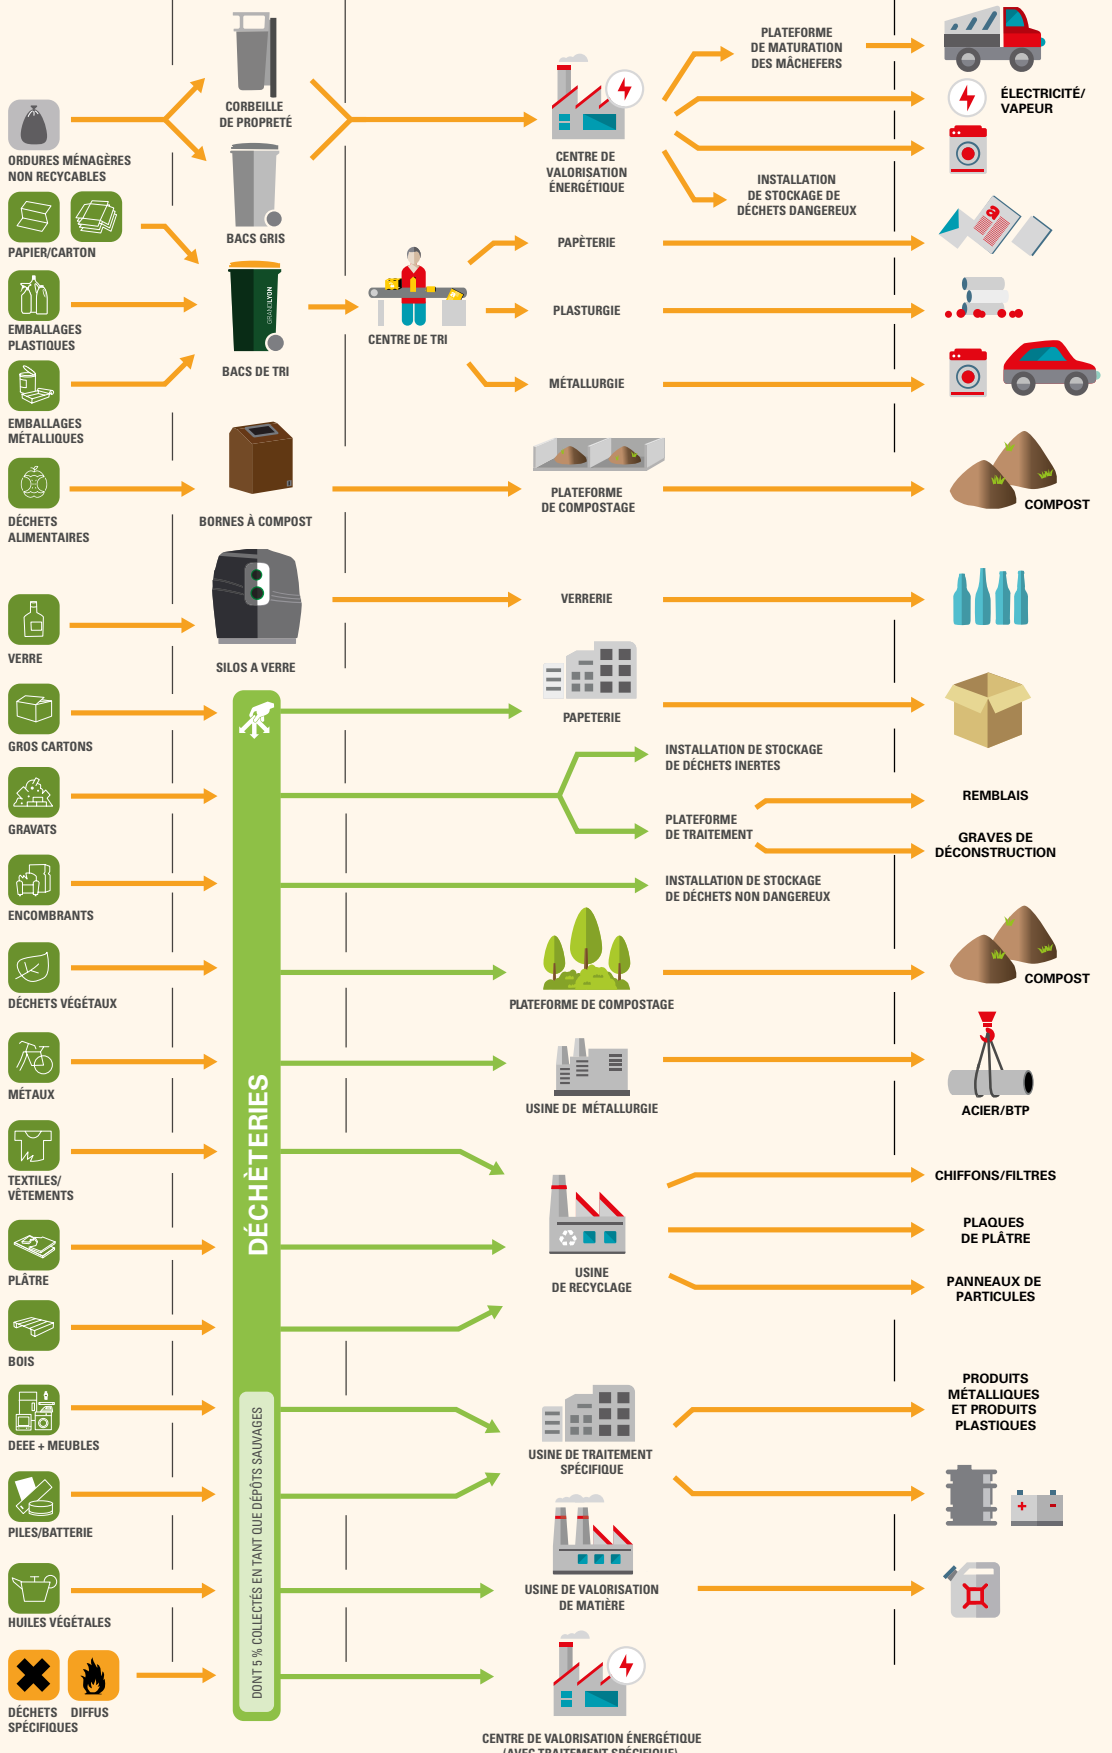 ORDURES MÉNAGÈRES
NON RECYCABLES
CORBEILLE
DE PROPRETÉ
BACS GRIS
CENTRE DE
VALORISATION
ÉNERGÉTIQUE
PLATEFORME
DE MATURATION
DES MÂCHEFERS
ÉLECTRICITÉ/
VAPEUR
INSTALLATION
DE STOCKAGE DE
DÉCHETS DANGEREUX
PAPIER/CARTON
EMBALLAGES
PLASTIQUES
EMBALLAGES
MÉTALLIQUES
GRANDLYON
BACS DE TRI
CENTRE DE TRI
PAPÈTERIE
a
PLASTURGIE
MÉTALLURGIE
DÉCHETS
ALIMENTAIRES
BORNES À COMPOST
PLATEFORME
DE COMPOSTAGE
COMPOST
VERRE
SILOS A VERRE
VERRERIE
DÉCHÈTERIES
DONT 5 % COLLECTÉS EN TANT QUE DÉPÔTS SAUVAGES
GROS CARTONS
PAPETERIE
GRAVATS
INSTALLATION DE STOCKAGE
DE DÉCHETS INERTES
PLATEFORME
DE TRAITEMENT
REMBLAIS
GRAVES DE
DÉCONSTRUCTION
ENCOMBRANTS
INSTALLATION DE STOCKAGE
DE DÉCHETS NON DANGEREUX
DÉCHETS VÉGÉTAUX
PLATEFORME DE COMPOSTAGE
COMPOST
MÉTAUX
USINE DE MÉTALLURGIE
ACIER/BTP
TEXTILES/
VÊTEMENTS
PLÂTRE
BOIS
USINE
DE RECYCLAGE
CHIFFONS/FILTRES
PLAQUES
DE PLÂTRE
PANNEAUX DE
PARTICULES
DEEE + MEUBLES
PILES/BATTERIE
USINE DE TRAITEMENT
SPÉCIFIQUE
PRODUITS
MÉTALLIQUES
ET PRODUITS
PLASTIQUES
+ -
HUILES VÉGÉTALES
USINE DE VALORISATION
DE MATIÈRE
DÉCHETS
SPÉCIFIQUES
DIFFUS
CENTRE DE VALORISATION ÉNERGÉTIQUE
(AVEC TRAITEMENT SPÉCIFIQUE)